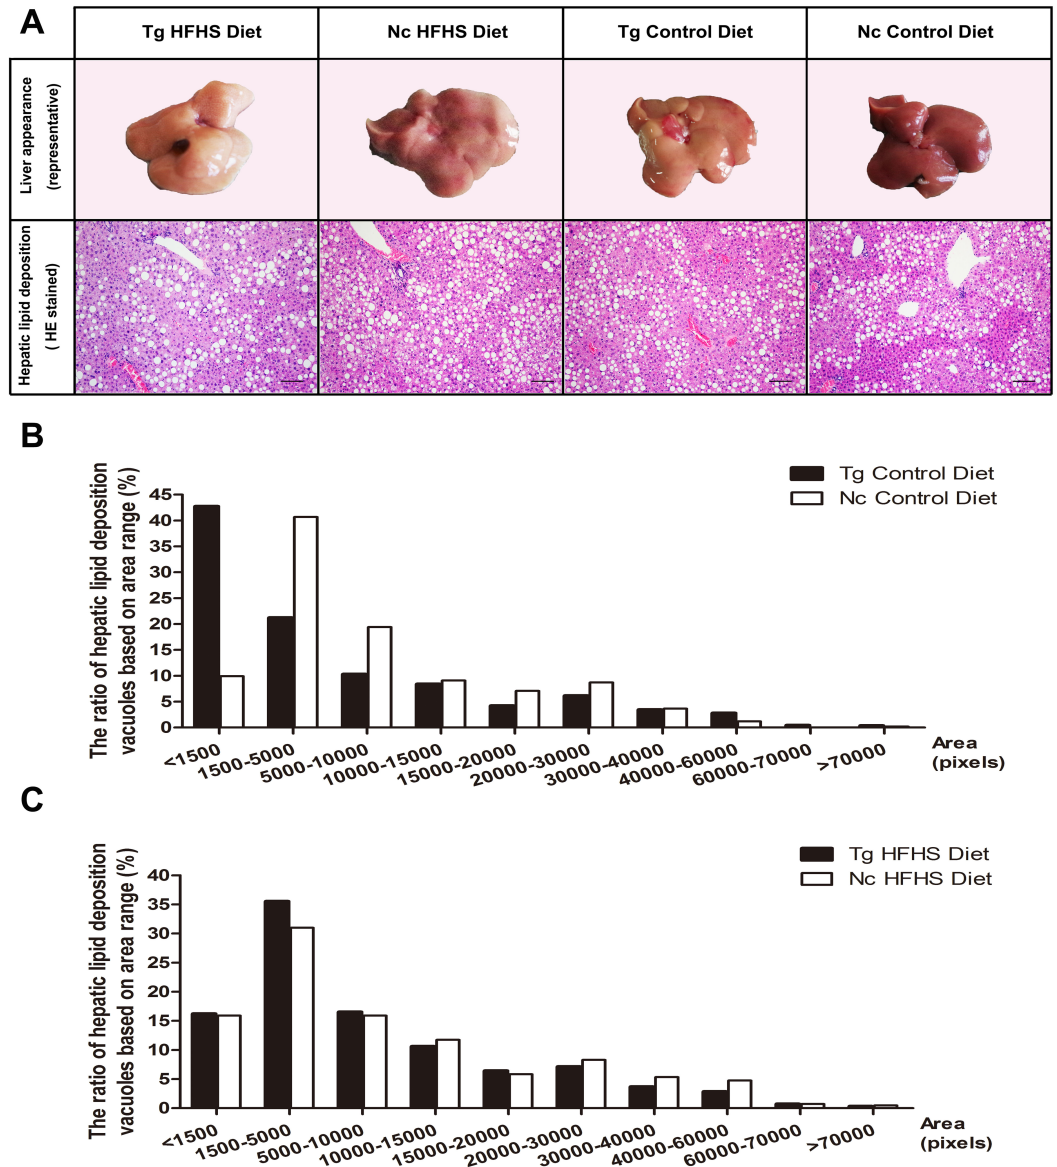 A
Tg HFHS Diet
Nc HFHS Diet
Tg Control Diet
Nc Control Diet
Liver appearance
(representative)
Hepatic lipid deposition
( HE stained)
B
The ratio of hepatic lipid deposition
vacuoles based on area range (%)
45
40
35
30
25
20
15
10
5
0
Tg Control Diet
Nc Control Diet
<1500
1500-5000
5000-10000
10000-15000
15000-20000
20000-30000
30000-40000
40000-60000
60000-70000
>70000
Area
(pixels)
C
The ratio of hepatic lipid deposition
vacuoles based on area range (%)
40
35
30
25
20
15
10
5
0
Tg HFHS Diet
Nc HFHS Diet
<1500
1500-5000
5000-10000
10000-15000
15000-20000
20000-30000
30000-40000
40000-60000
60000-70000
>70000
Area
(pixels)